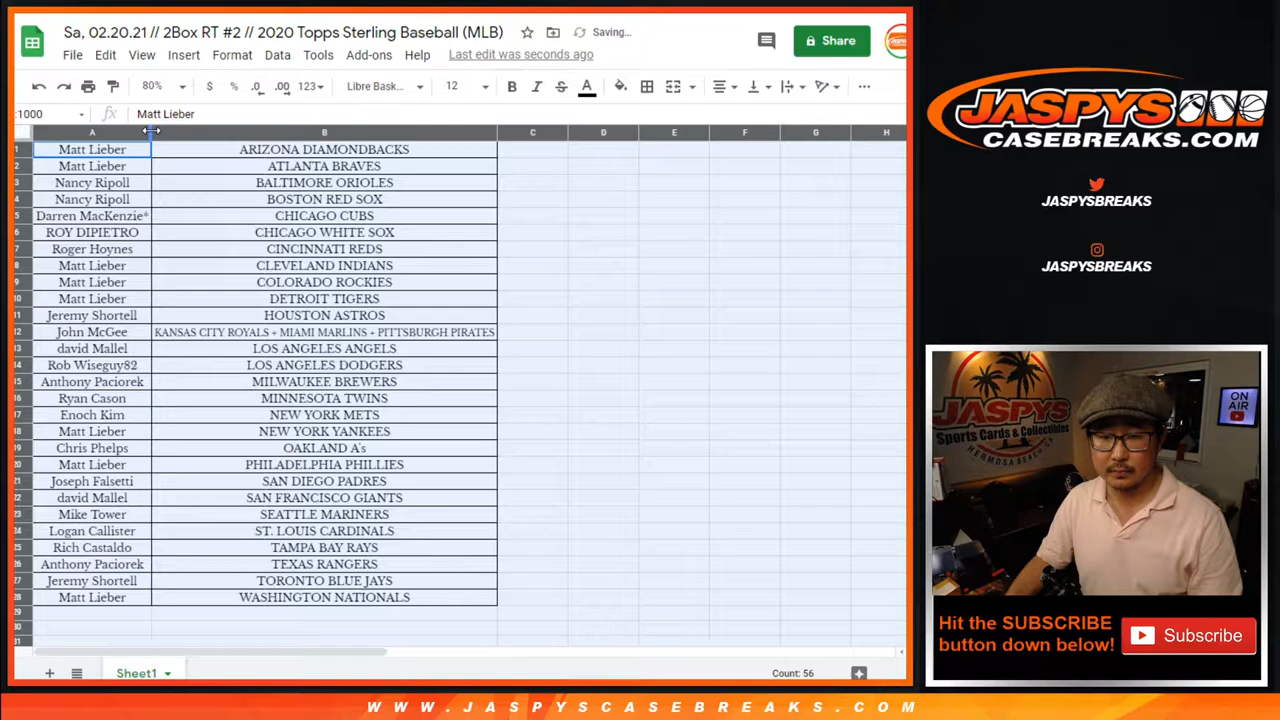 Sa, 02.20.21 // 2Box RT #2 // 2020 Topps Sterling Baseball (MLB)
Saving...
File Edit View Insert Format Data Tools Add-ons Help Last edit was seconds ago
Share
80% $ % .0 .00 123 Libre Bask... 12 B I S A
:1000 fx Matt Lieber
A B C D E F G H
1 Matt Lieber ARIZONA DIAMONDBACKS
2 Matt Lieber ATLANTA BRAVES
3 Nancy Ripoll BALTIMORE ORIOLES
4 Nancy Ripoll BOSTON RED SOX
5 Darren MacKenzie* CHICAGO CUBS
6 ROY DIPIETRO CHICAGO WHITE SOX
7 Roger Hoynes CINCINNATI REDS
8 Matt Lieber CLEVELAND INDIANS
9 Matt Lieber COLORADO ROCKIES
10 Matt Lieber DETROIT TIGERS
11 Jeremy Shortell HOUSTON ASTROS
12 John McGee KANSAS CITY ROYALS + MIAMI MARLINS + PITTSBURGH PIRATES
13 david Mallel LOS ANGELES ANGELS
14 Rob Wiseguy82 LOS ANGELES DODGERS
15 Anthony Paciorek MILWAUKEE BREWERS
16 Ryan Cason MINNESOTA TWINS
17 Enoch Kim NEW YORK METS
18 Matt Lieber NEW YORK YANKEES
19 Chris Phelps OAKLAND A's
20 Matt Lieber PHILADELPHIA PHILLIES
21 Joseph Falsetti SAN DIEGO PADRES
22 david Mallel SAN FRANCISCO GIANTS
23 Mike Tower SEATTLE MARINERS
24 Logan Callister ST. LOUIS CARDINALS
25 Rich Castaldo TAMPA BAY RAYS
26 Anthony Paciorek TEXAS RANGERS
27 Jeremy Shortell TORONTO BLUE JAYS
28 Matt Lieber WASHINGTON NATIONALS
29
30
31
Sheet1 Count: 56
JASPYS
CASEBREAKS.COM
JASPYSBREAKS
JASPYSBREAKS
JASPYS
Sports Cards & Collectibles
HERMOSA BEACH, CA
ON AIR
Hit the SUBSCRIBE
button down below!
Subscribe
WWW.JASPYSCASEBREAKS.COM